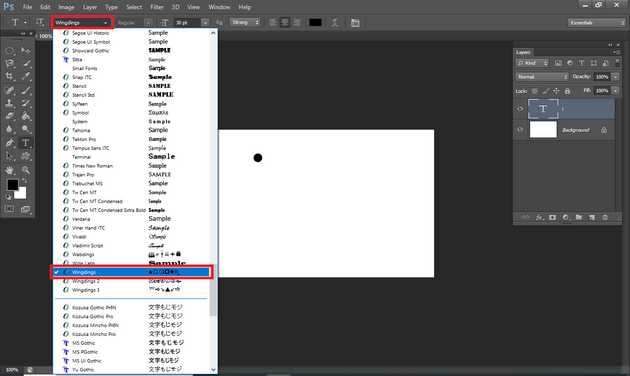 Ps File Edit Image Layer Type Select Filter 3D View Window Help
Wingdings Regular 30 pt Strong Essentials
100%
Segoe UI Historic Sample
Segoe UI Symbol Sample
Showcard Gothic SAMPLE
Sitka Sample
Small Fonts Sample
Snap ITC Sample
Stencil SAMPLE
Stencil Std SAMPLE
Sylfaen Sample
Symbol Σαμπλε
System Sample
Tahoma Sample
Tekton Pro Sample
Tempus Sans ITC Sample
Terminal Sample
Times New Roman Sample
Trajan Pro SAMPLE
Trebuchet MS Sample
Tw Cen MT Sample
Tw Cen MT Condensed Sample
Tw Cen MT Condensed Extra Bold Sample
Verdana Sample
Viner Hand ITC Sample
Vivaldi Sample
Vladimir Script Sample
Webdings
Wide Latin Sample
Wingdings
Wingdings 2
Wingdings 3
Kozuka Gothic Pr6N 文字もじモジ
Kozuka Gothic Pro 文字もじモジ
Kozuka Mincho Pr6N 文字もじモジ
Kozuka Mincho Pro 文字もじモジ
MS Gothic 文字もじモジ
MS PGothic 文字もじモジ
MS UI Gothic 文字もじモジ
Yu Gothic 文字もじモジ
Layers
Kind
Normal Opacity: 100%
Lock: Fill: 100%
T l
Background
100%